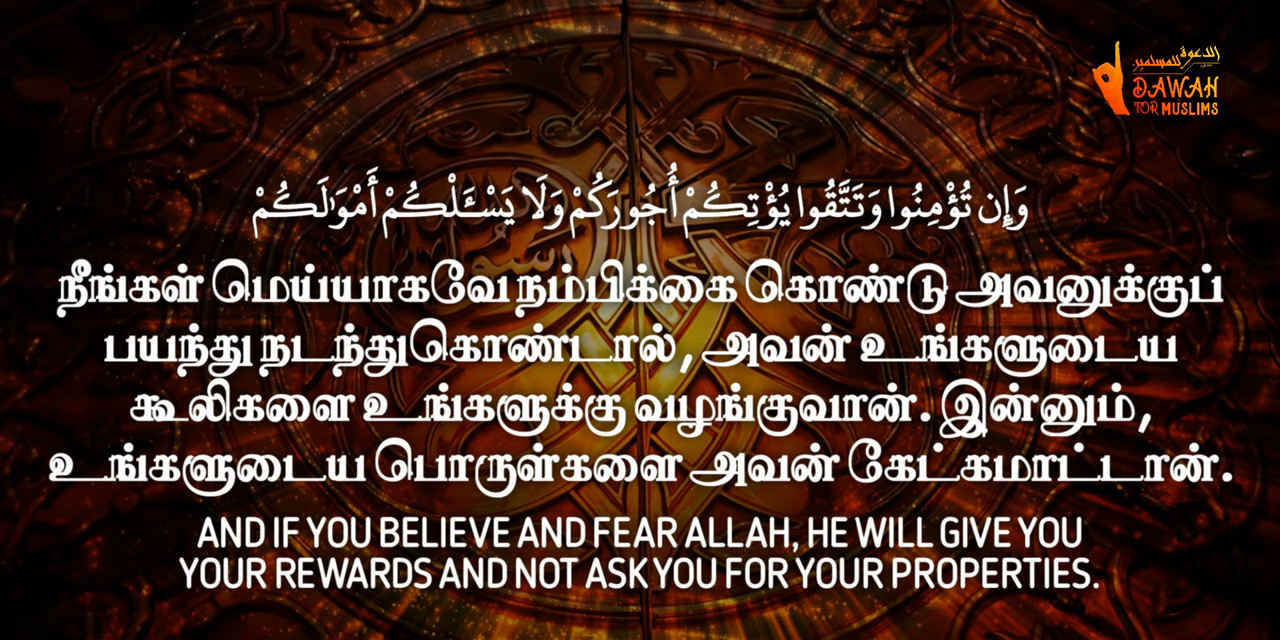 الدعوة للمسلمين
DAWAH
FOR MUSLIMS
وَإِن تُؤْمِنُوا وَتَتَّقُوا يُؤْتِكُمْ أُجُورَكُمْ وَلَا يَسْـَٔلْكُمْ أَمْوَٰلَكُمْ
நீங்கள் மெய்யாகவே நம்பிக்கை கொண்டு அவனுக்குப்
பயந்து நடந்துகொண்டால், அவன் உங்களுடைய
கூலிகளை உங்களுக்கு வழங்குவான். இன்னும்,
உங்களுடைய பொருள்களை அவன் கேட்கமாட்டான்.
AND IF YOU BELIEVE AND FEAR ALLAH, HE WILL GIVE YOU
YOUR REWARDS AND NOT ASK YOU FOR YOUR PROPERTIES.